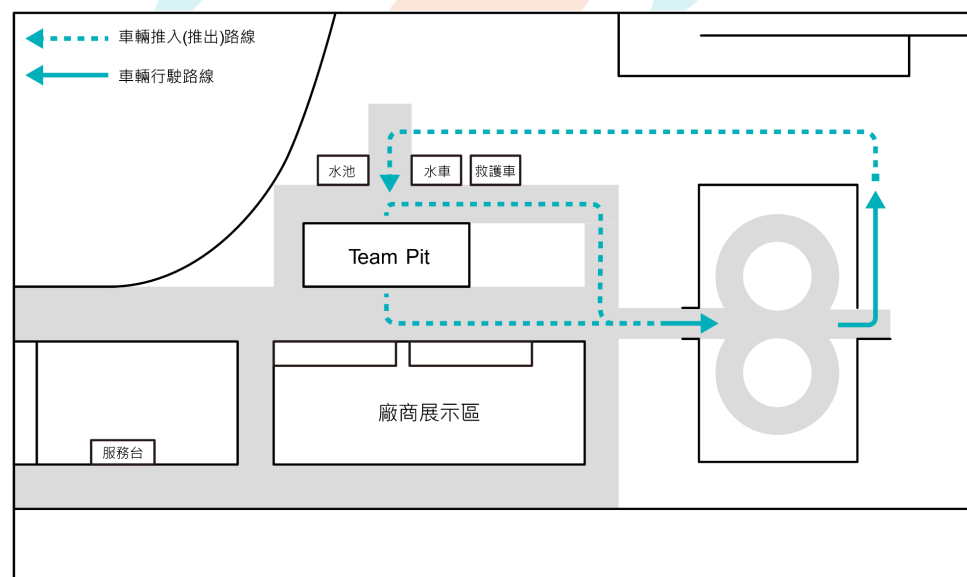 車輛推入(推出)路線
車輛行駛路線
水池
水車
救護車
Team Pit
廠商展示區
服務台